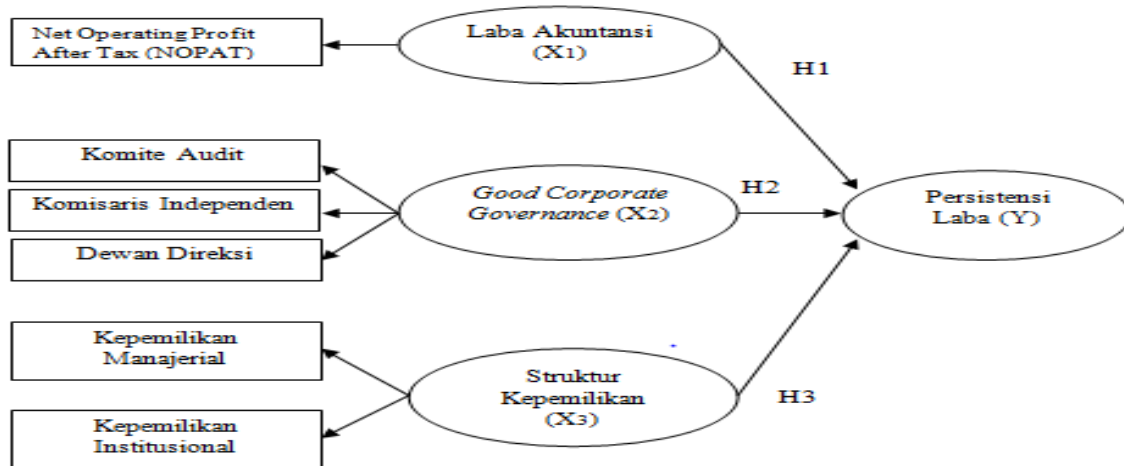 Net Operating Profit
After Tax (NOPAT)
Laba Akuntansi
(X1)
H1
Komite Audit
Komisaris Independen
Dewan Direksi
Good Corporate
Governance (X2)
H2
Persistensi
Laba (Y)
Kepemilikan
Manajerial
Kepemilikan
Institusional
Struktur
Kepemilikan
(X3)
H3